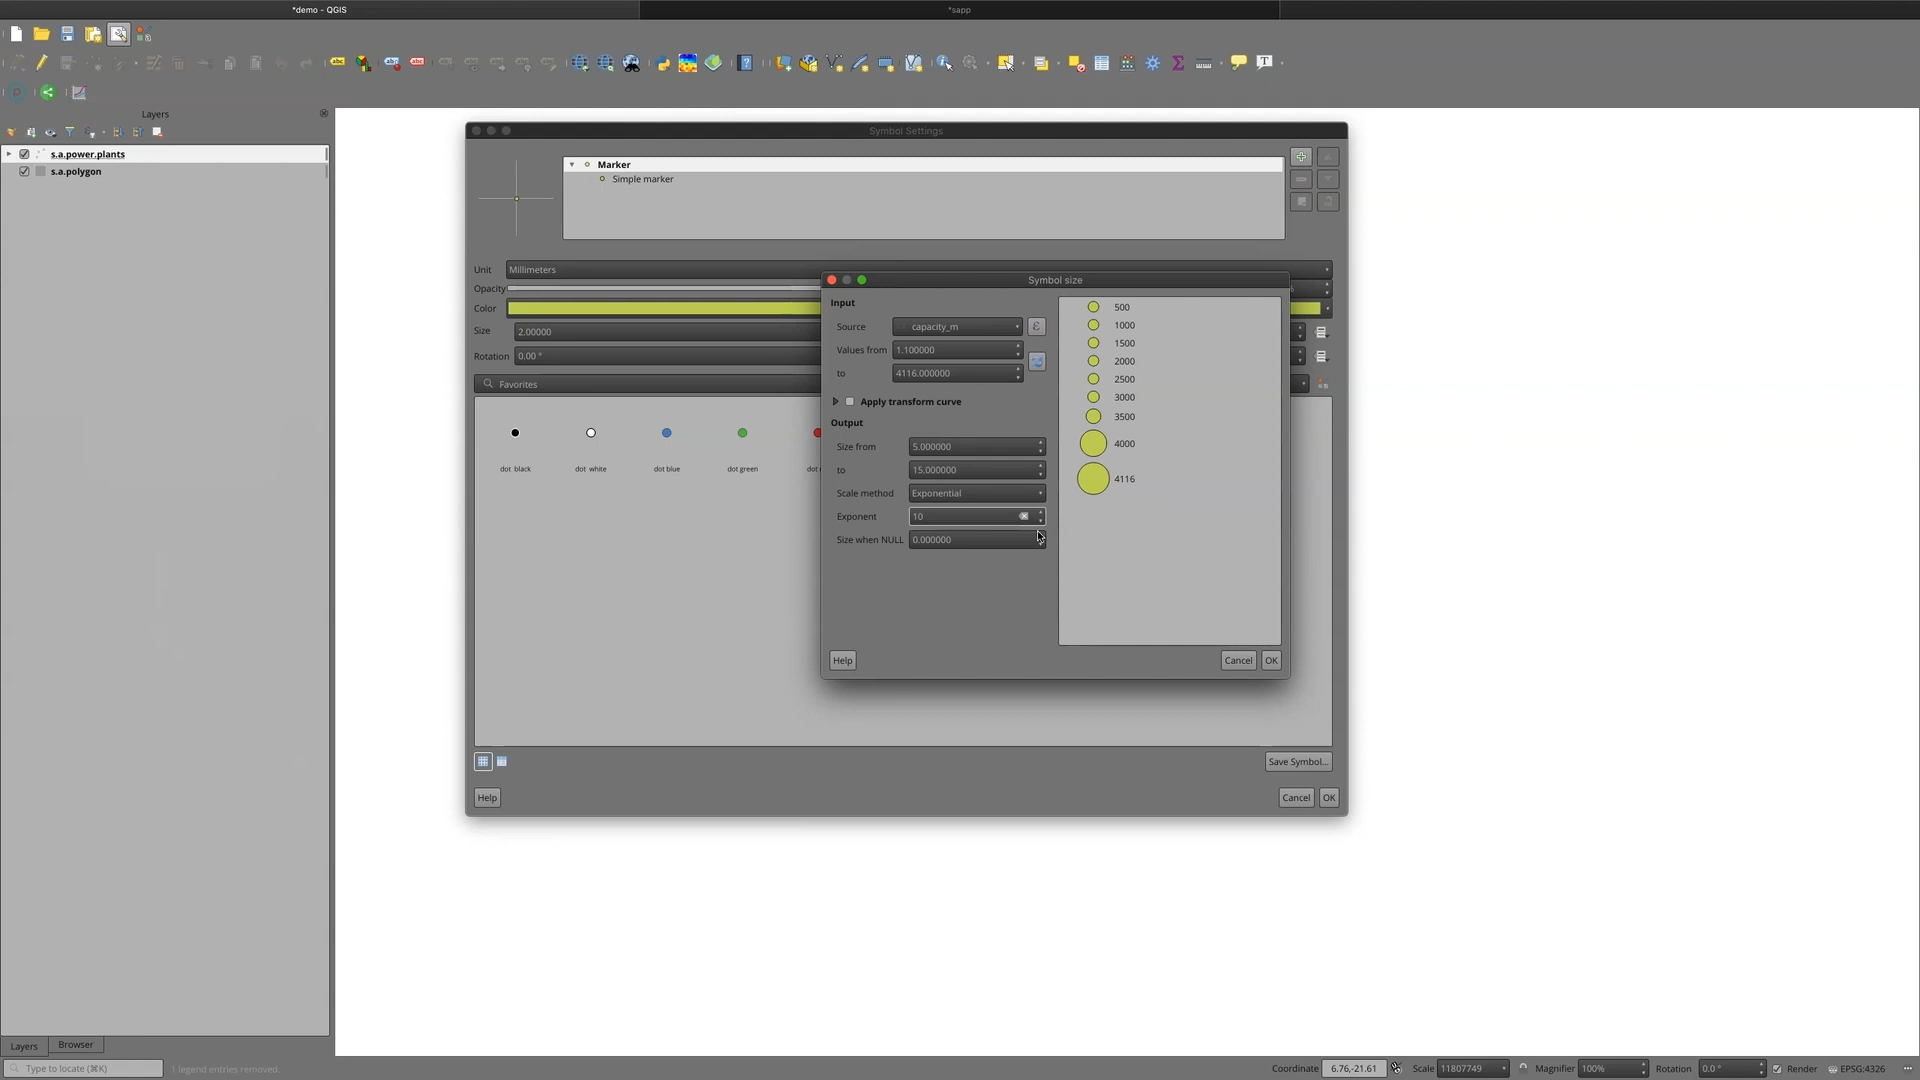 *demo - QGIS
*sapp
Layers
s.a.power.plants
s.a.polygon
Symbol Settings
Marker
Simple marker
Unit
Millimeters
Opacity
Color
Size
2.00000
Rotation
0.00 °
Favorites
dot black
dot white
dot blue
dot green
Symbol size
Input
Source
capacity_m
Values from
1.100000
to
4116.000000
Apply transform curve
Output
Size from
5.000000
to
15.000000
Scale method
Exponential
Exponent
10
Size when NULL
0.000000
500
1000
1500
2000
2500
3000
3500
4000
4116
Help
Cancel
OK
Save Symbol...
Help
Cancel
OK
Layers
Browser
Type to locate (⌘K)
1 legend entries removed.
Coordinate
6.76,-21.61
Scale
11807749
Magnifier
100%
Rotation
0.0 °
Render
EPSG:4326